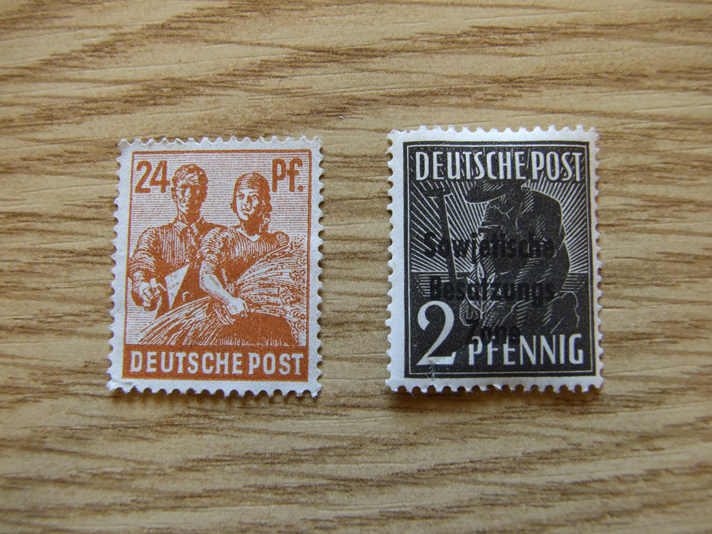 24 Pf.
DEUTSCHE POST
DEUTSCHE POST
Sowjetische
Besatzungs
Zone
2 PFENNIG